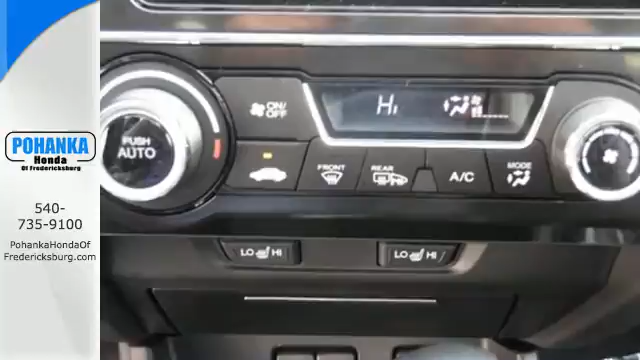 POHANKA
Honda
Of Fredericksburg
540-
735-9100
PohankaHondaOf
Fredericksburg.com
PUSH
AUTO
ON/
OFF
Hi
FRONT
REAR
A/C
MODE
LO HI
LO HI